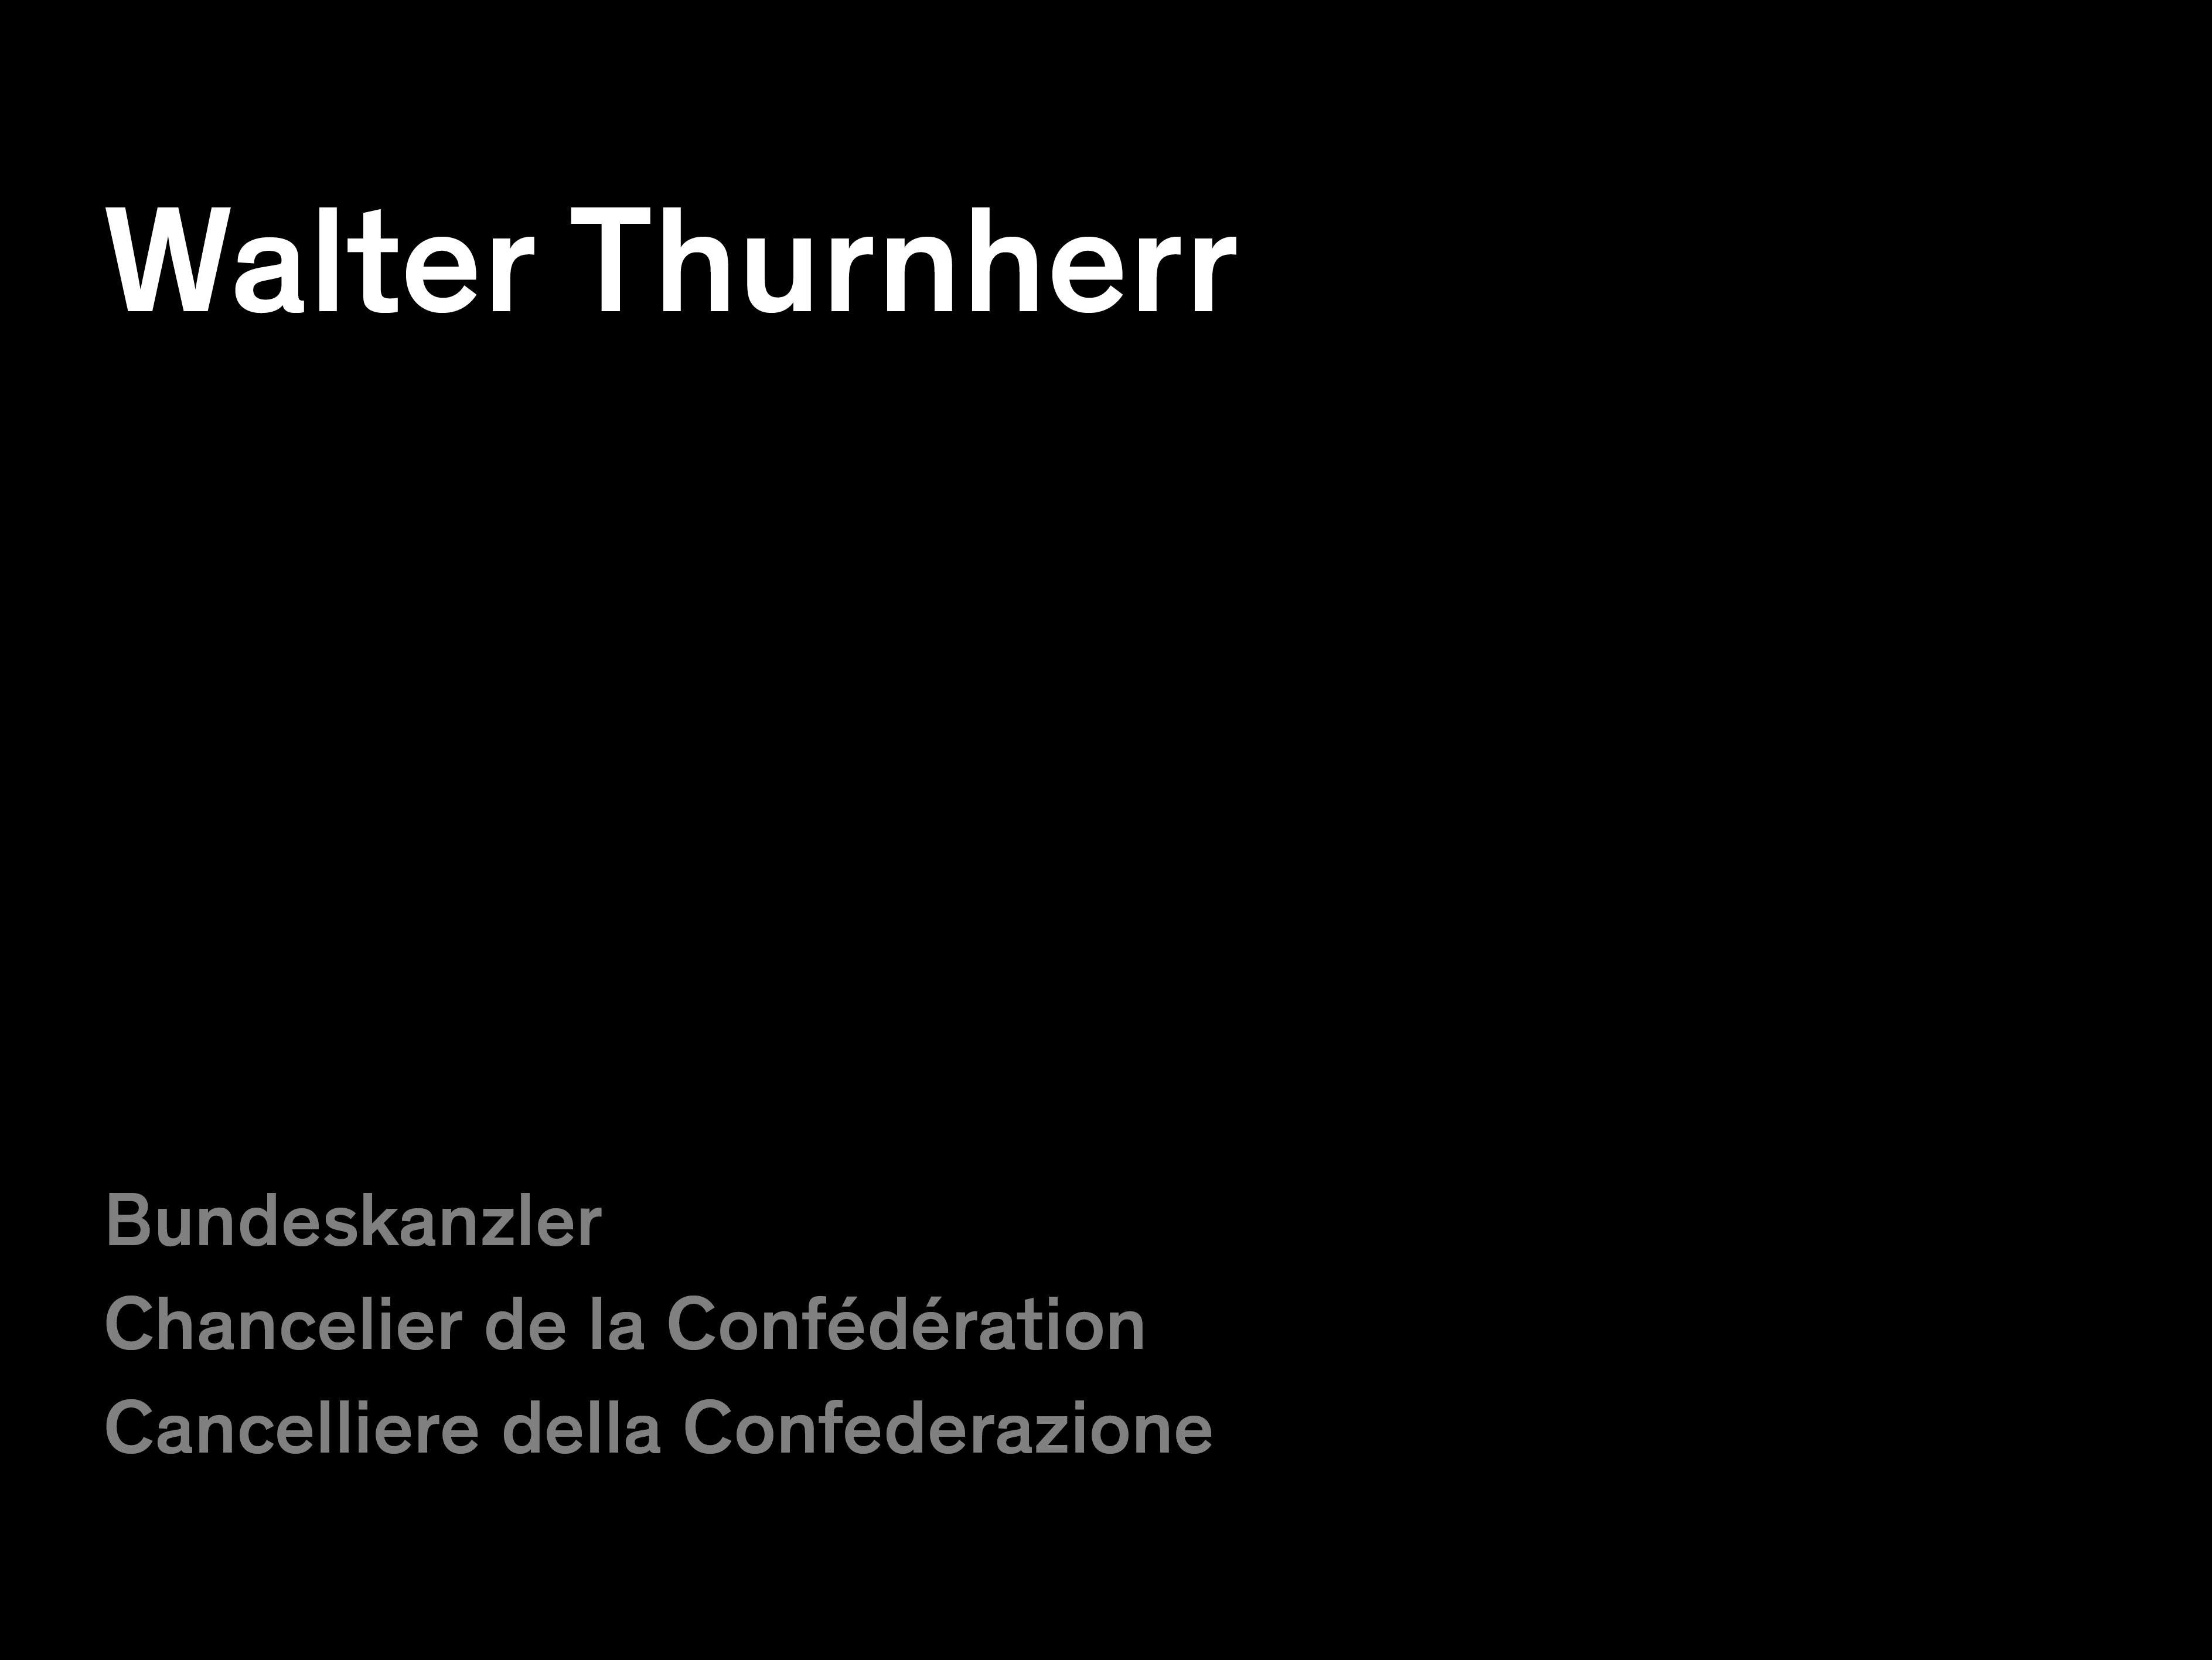 Walter Thurnherr
Bundeskanzler
Chancelier de la Confédération
Cancelliere della Confederazione